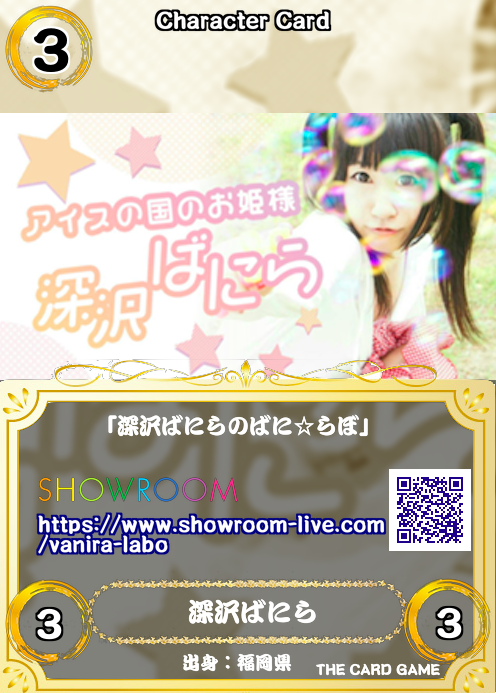 Character Card
3
アイスの国のお姫様
深沢ばにら
「深沢ばにらのばに☆らぼ」
SHOWROOM
https://www.showroom-live.com
/vanira-labo
深沢ばにら
3
3
出身：福岡県
THE CARD GAME